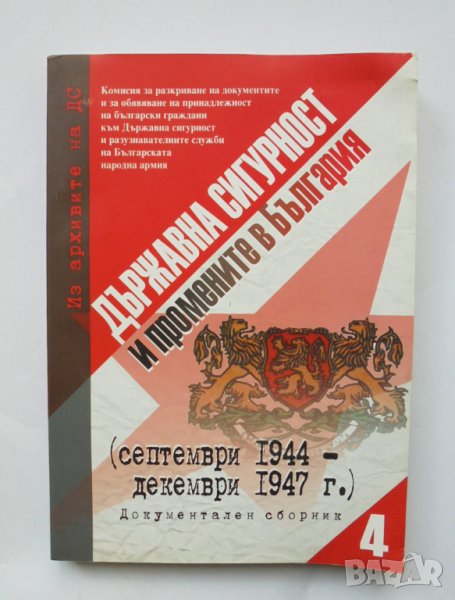 Комисия за разкриване на документите
и за обявяване на принадлежност
на български граждани
към Държавна сигурност
и разузнавателните служби
на Българската
народна армия
Из архивите на ДС
ДЪРЖАВНА СИГУРНОСТ
и промените в България
(септември 1944 –
декември 1947 г.)
Документален сборник
4
BAZAR